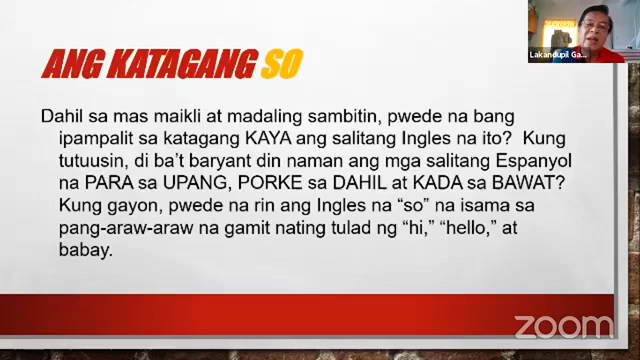 ANG KATAGANG SO
Dahil sa mas maikli at madaling sambitin, pwede na bang
ipampalit sa katagang KAYA ang salitang Ingles na ito? Kung
tutuusin, di ba't baryant din naman ang mga salitang Espanyol
na PARA sa UPANG, PORKE sa DAHIL at KADA sa BAWAT?
Kung gayon, pwede na rin ang Ingles na “so” na isama sa
pang-araw-araw na gamit nating tulad ng “hi,” “hello,” at
babay.
Lakandupil Ga...
zoom